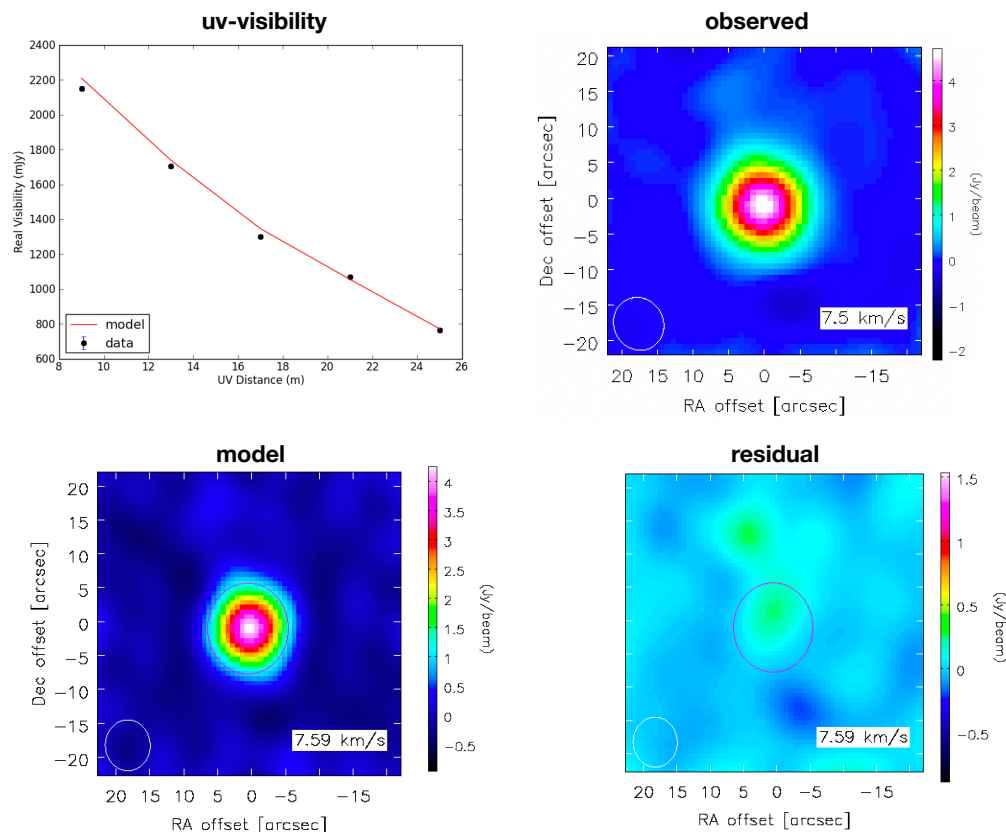 uv-visibility
2400
2200
2000
1800
1600
1400
1200
1000
800
600
Real Visibility (mJy)
model
data
8 10 12 14 16 18 20 22 24 26
UV Distance (m)
observed
20
15
10
5
0
−5
−10
−15
−20
Dec offset [arcsec]
7.5 km/s
20 15 10 5 0 −5 −15
RA offset [arcsec]
4
3
2
1
0
−1
−2
(Jy/beam)
model
20
15
10
5
0
−5
−10
−15
−20
Dec offset [arcsec]
7.59 km/s
20 15 10 5 0 −5 −15
RA offset [arcsec]
4
3.5
3
2.5
2
1.5
1
0.5
0
−0.5
(Jy/beam)
residual
7.59 km/s
20 15 10 5 0 −5 −15
RA offset [arcsec]
1.5
1
0.5
0
−0.5
(Jy/beam)